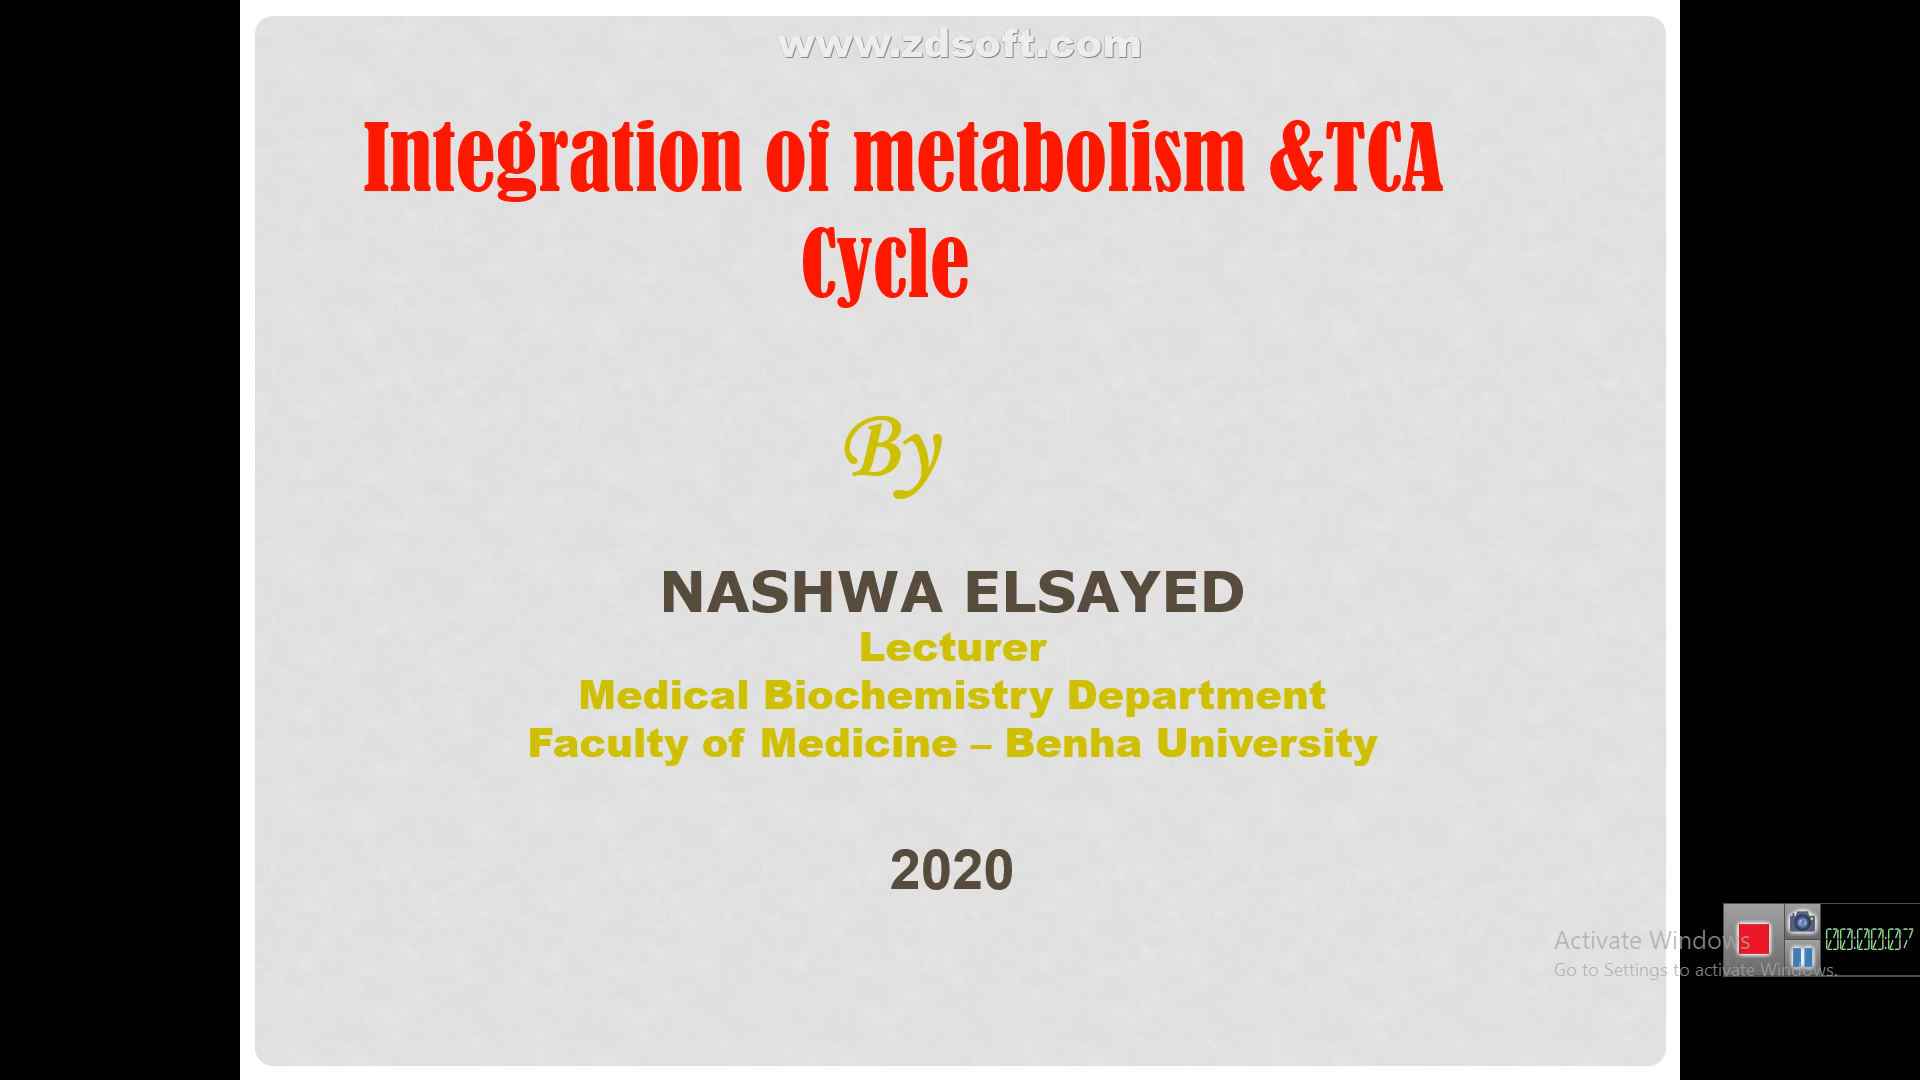 www.zdsoft.com
Integration of metabolism &TCA
Cycle
By
NASHWA ELSAYED
Lecturer
Medical Biochemistry Department
Faculty of Medicine – Benha University
2020
Activate Windows
Go to Settings to activate Windows.
00:00:07